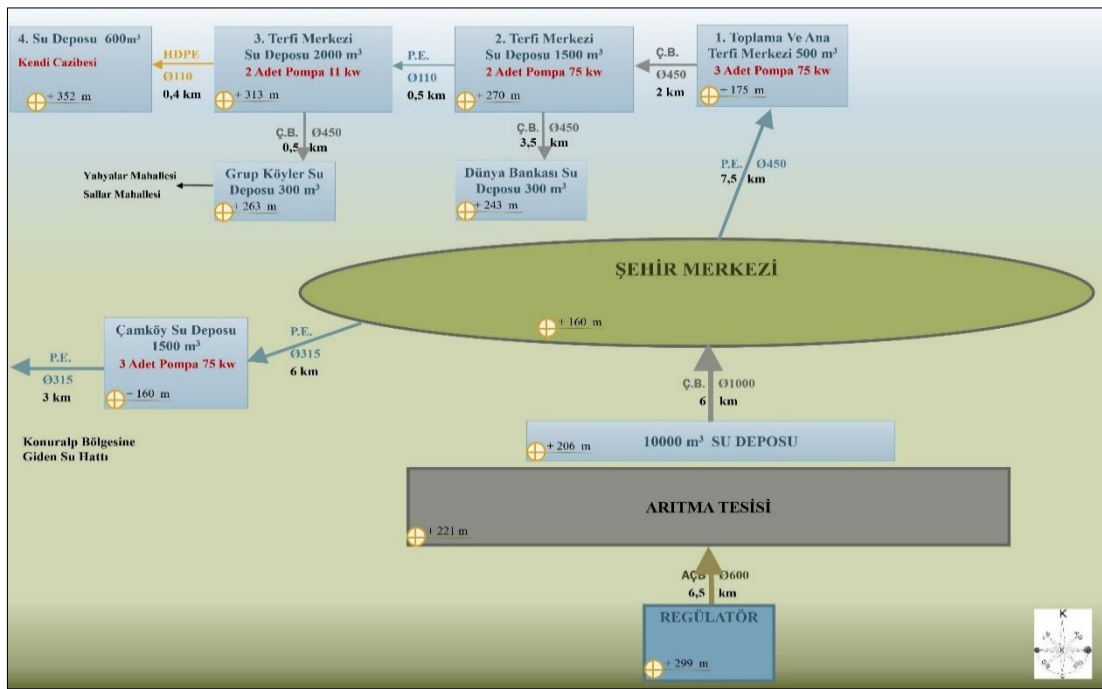 4. Su Deposu 600m³
Kendi Cazibesi
+ 352 m
HDPE
Ø110
0,4 km
3. Terfi Merkezi
Su Deposu 2000 m³
2 Adet Pompa 11 kw
+ 313 m
P.E.
Ø110
0,5 km
2. Terfi Merkezi
Su Deposu 1500 m³
2 Adet Pompa 75 kw
+ 270 m
Ç.B.
Ø450
2 km
1. Toplama Ve Ana
Terfi Merkezi 500 m³
3 Adet Pompa 75 kw
+ 175 m
Ç.B. Ø450
0,5 km
Ç.B. Ø450
3,5 km
Yahyalar Mahallesi
Sallar Mahallesi
Grup Köyler Su
Deposu 300 m³
+ 263 m
Dünya Bankası Su
Deposu 300 m³
+ 243 m
P.E. Ø450
7,5 km
ŞEHİR MERKEZİ
+ 160 m
P.E.
Ø315
6 km
Çamköy Su Deposu
1500 m³
3 Adet Pompa 75 kw
+ 160 m
P.E.
Ø315
3 km
Konuralp Bölgesine
Giden Su Hattı
Ç.B. Ø1000
6 km
10000 m³ SU DEPOSU
+ 206 m
ARITMA TESİSİ
+ 221 m
AÇB Ø600
6,5 km
REGÜLATÖR
+ 299 m
K